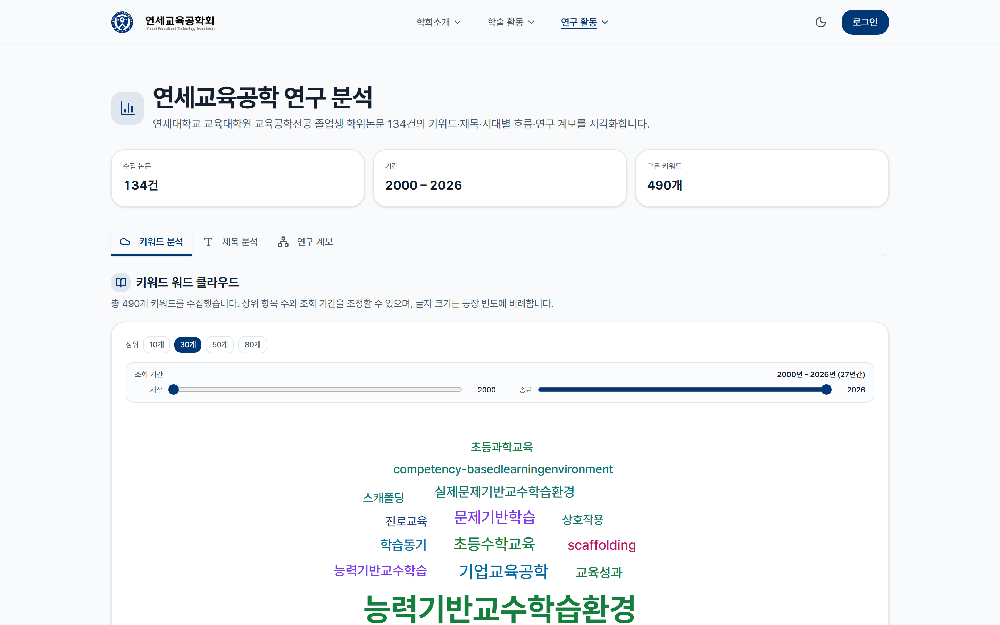 연세교육공학회
Yonsei Educational Technology Association
학회소개
학술 활동
연구 활동
로그인
연세교육공학 연구 분석
연세대학교 교육대학원 교육공학전공 졸업생 학위논문 134건의 키워드·제목·시대별 흐름·연구 계보를 시각화합니다.
수집 논문
134건
기간
2000 – 2026
고유 키워드
490개
키워드 분석
제목 분석
연구 계보
키워드 워드 클라우드
총 490개 키워드를 수집했습니다. 상위 항목 수와 조회 기간을 조정할 수 있으며, 글자 크기는 등장 빈도에 비례합니다.
상위
10개
30개
50개
80개
조회 기간
2000년 – 2026년 (27년간)
시작
2000
종료
2026
초등과학교육
competency-basedlearningenvironment
실제문제기반교수학습환경
스캐폴딩
문제기반학습
상호작용
진로교육
초등수학교육
학습동기
scaffolding
능력기반교수학습
기업교육공학
교육성과
능력기반교수학습환경